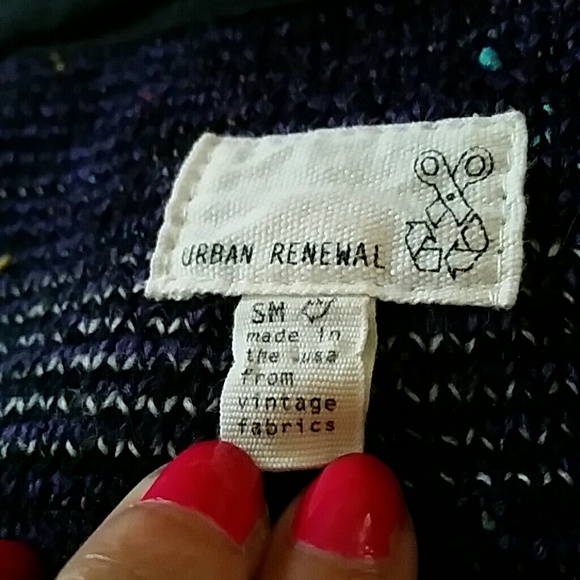 URBAN RENEWAL
SM
made in
the usa
from
vintage
fabrics